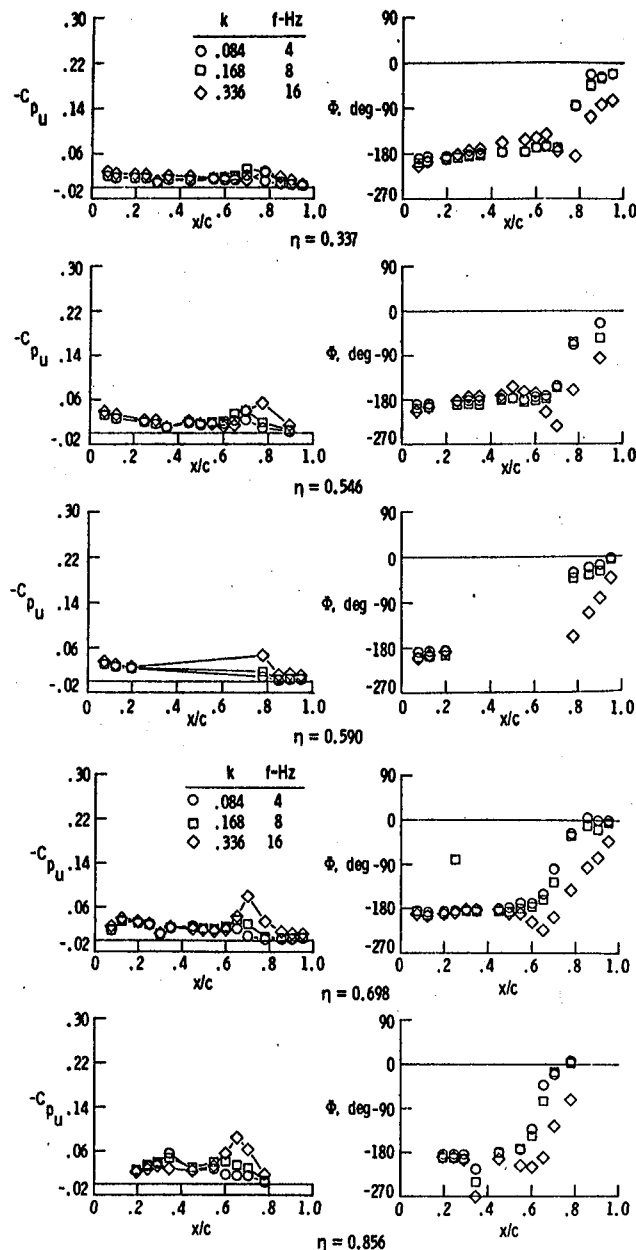 k f-Hz
○ .084 4
□ .168 8
◇ .336 16
-Cpu
.30
.22
.14
.06
-.02
0 .2 .4 .6 .8 1.0
x/c
Φ, deg
90
0
-90
-180
-270
0 .2 .4 .6 .8 1.0
x/c
η = 0.337
-Cpu
.30
.22
.14
.06
-.02
0 .2 .4 .6 .8 1.0
x/c
Φ, deg
90
0
-90
-180
-270
0 .2 .4 .6 .8 1.0
x/c
η = 0.546
-Cpu
.30
.22
.14
.06
-.02
0 .2 .4 .6 .8 1.0
x/c
Φ, deg
90
0
-90
-180
-270
0 .2 .4 .6 .8 1.0
x/c
η = 0.590
k f-Hz
○ .084 4
□ .168 8
◇ .336 16
-Cpu
.30
.22
.14
.06
-.02
0 .2 .4 .6 .8 1.0
x/c
Φ, deg
90
0
-90
-180
-270
0 .2 .4 .6 .8 1.0
x/c
η = 0.698
-Cpu
.30
.22
.14
.06
-.02
0 .2 .4 .6 .8 1.0
x/c
Φ, deg
90
0
-90
-180
-270
0 .2 .4 .6 .8 1.0
x/c
η = 0.856